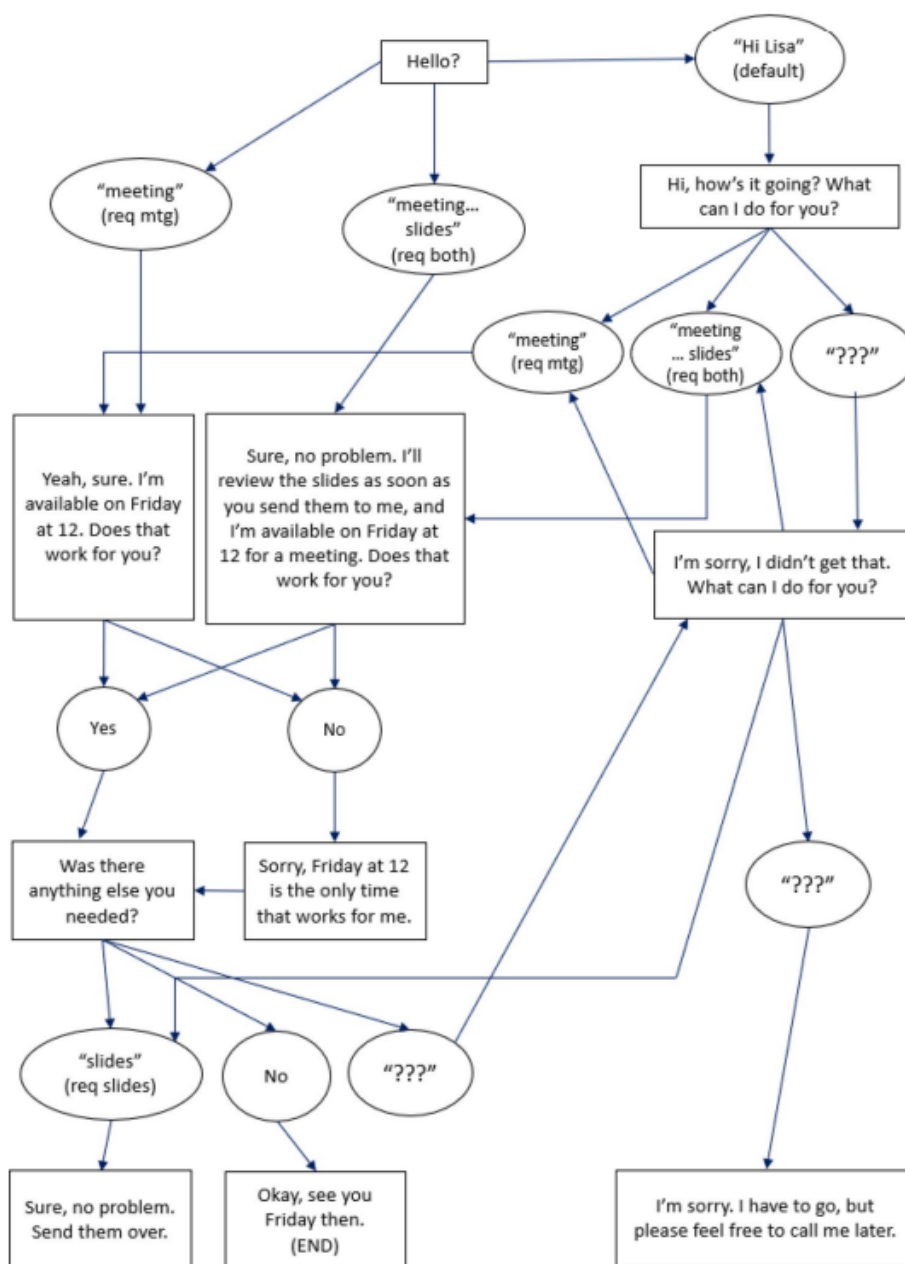 Hello?
“Hi Lisa”
(default)
“meeting”
(req mtg)
“meeting…
slides”
(req both)
Hi, how’s it going? What
can I do for you?
“meeting”
(req mtg)
“meeting
… slides”
(req both)
“???”
Yeah, sure. I’m
available on Friday
at 12. Does that
work for you?
Sure, no problem. I’ll
review the slides as soon as
you send them to me, and
I’m available on Friday at
12 for a meeting. Does that
work for you?
I’m sorry, I didn’t get that.
What can I do for you?
Yes
No
Was there
anything else you
needed?
Sorry, Friday at 12
is the only time
that works for me.
“???”
“slides”
(req slides)
No
“???”
Sure, no problem.
Send them over.
Okay, see you
Friday then.
(END)
I’m sorry. I have to go, but
please feel free to call me later.